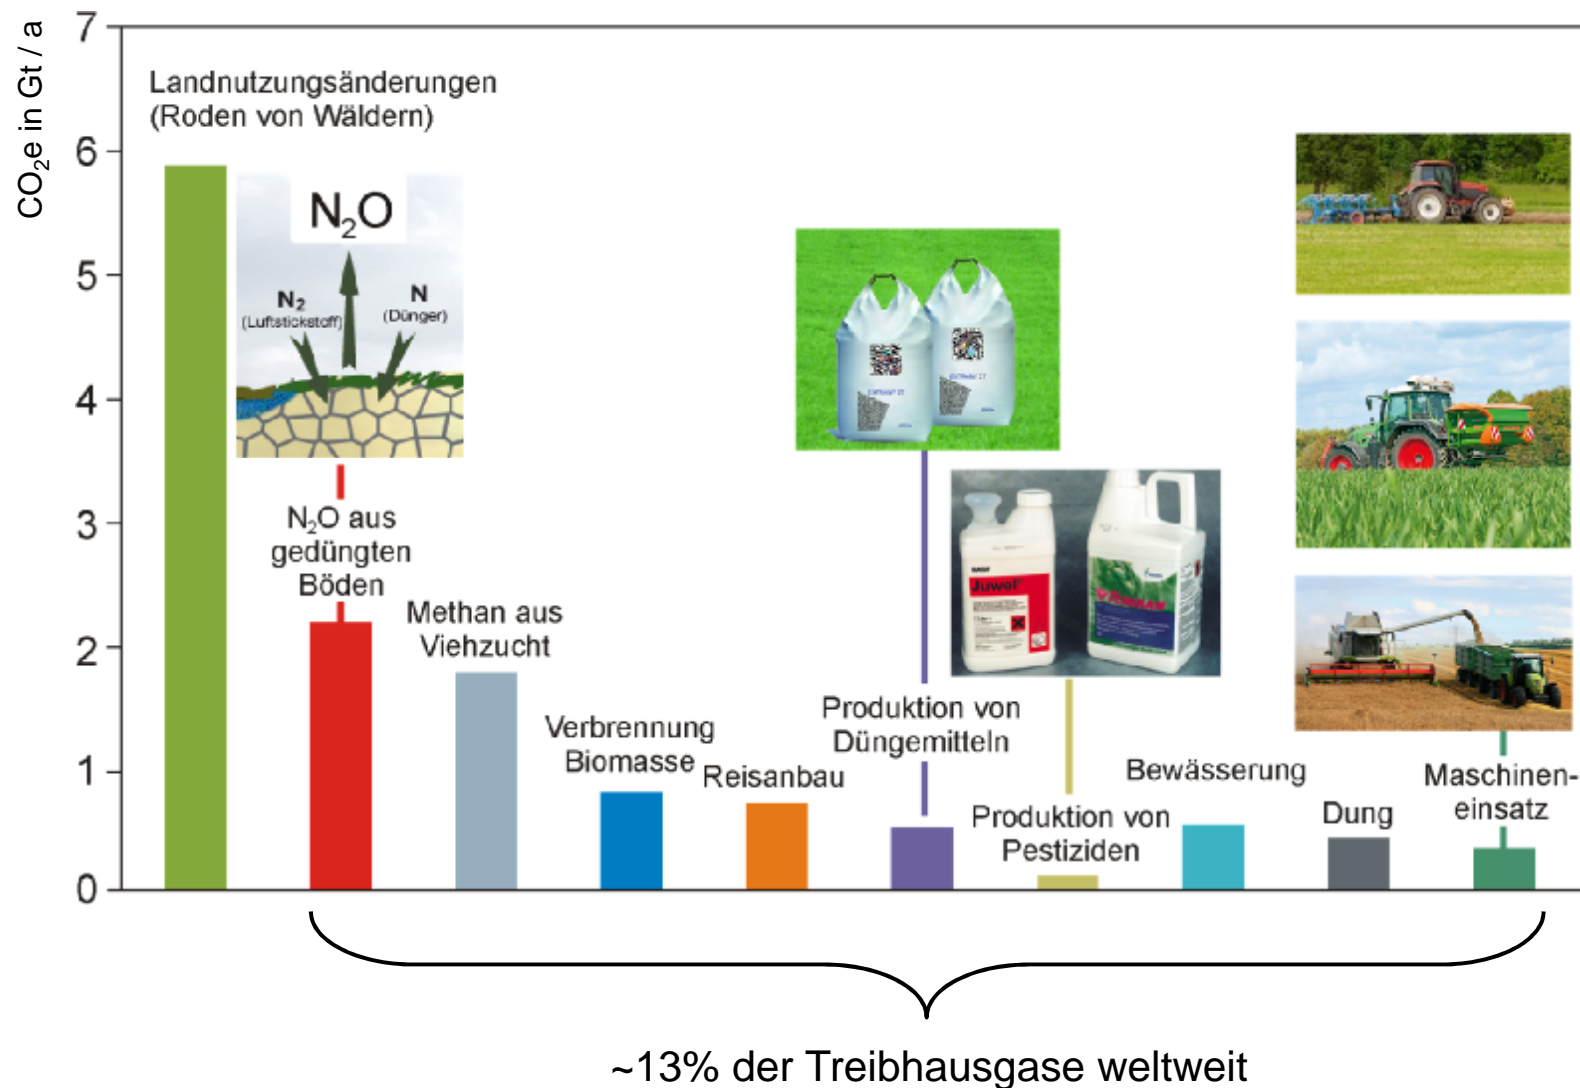 CO₂e in Gt / a
7
6
5
4
3
2
1
0
Landnutzungsänderungen
(Roden von Wäldern)
N₂O
N₂
(Luftstickstoff)
N
(Dünger)
N₂O aus
gedüngten
Böden
Methan aus
Viehzucht
Verbrennung
Biomasse
Reisanbau
Produktion von
Düngemitteln
Juwel
Produktion von
Pestiziden
Bewässerung
Dung
Maschinen-
einsatz
~13% der Treibhausgase weltweit